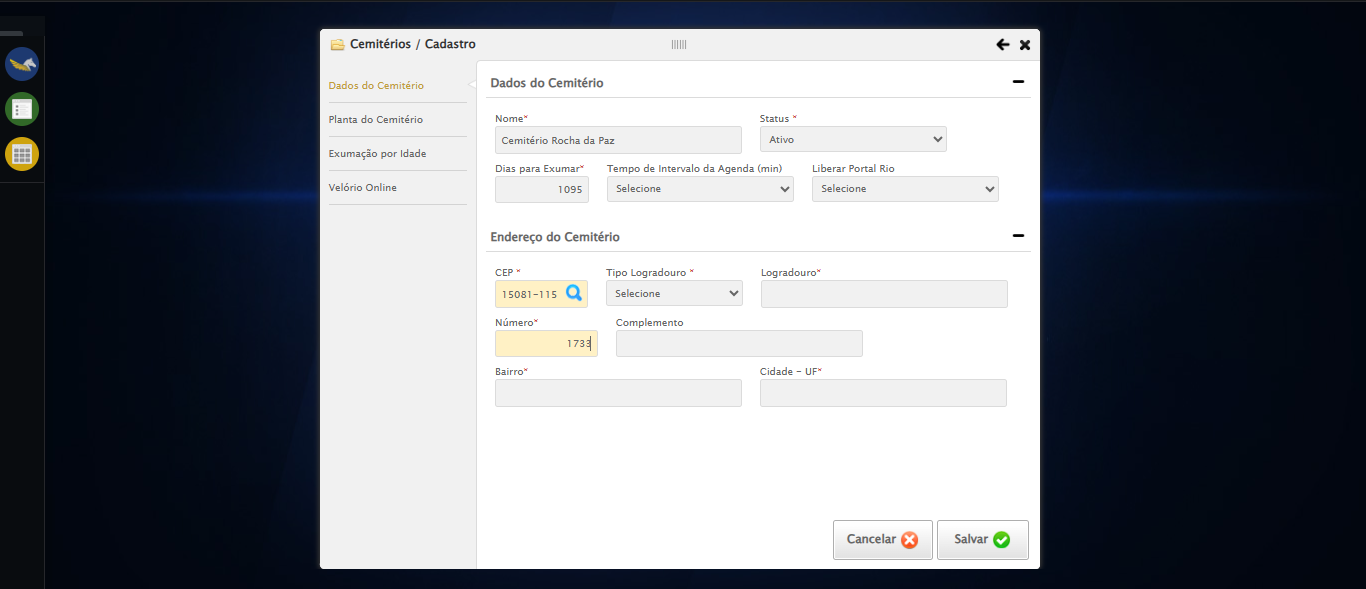 Cemitérios / Cadastro
Dados do Cemitério
Planta do Cemitério
Exumação por Idade
Velório Online
Dados do Cemitério
Nome* Status *
Cemitério Rocha da Paz Ativo
Dias para Exumar* Tempo de Intervalo da Agenda (min) Liberar Portal Rio
1095 Selecione Selecione
Endereço do Cemitério
CEP * Tipo Logradouro * Logradouro*
15081-115 Selecione
Número* Complemento
1733
Bairro* Cidade - UF*
Cancelar Salvar